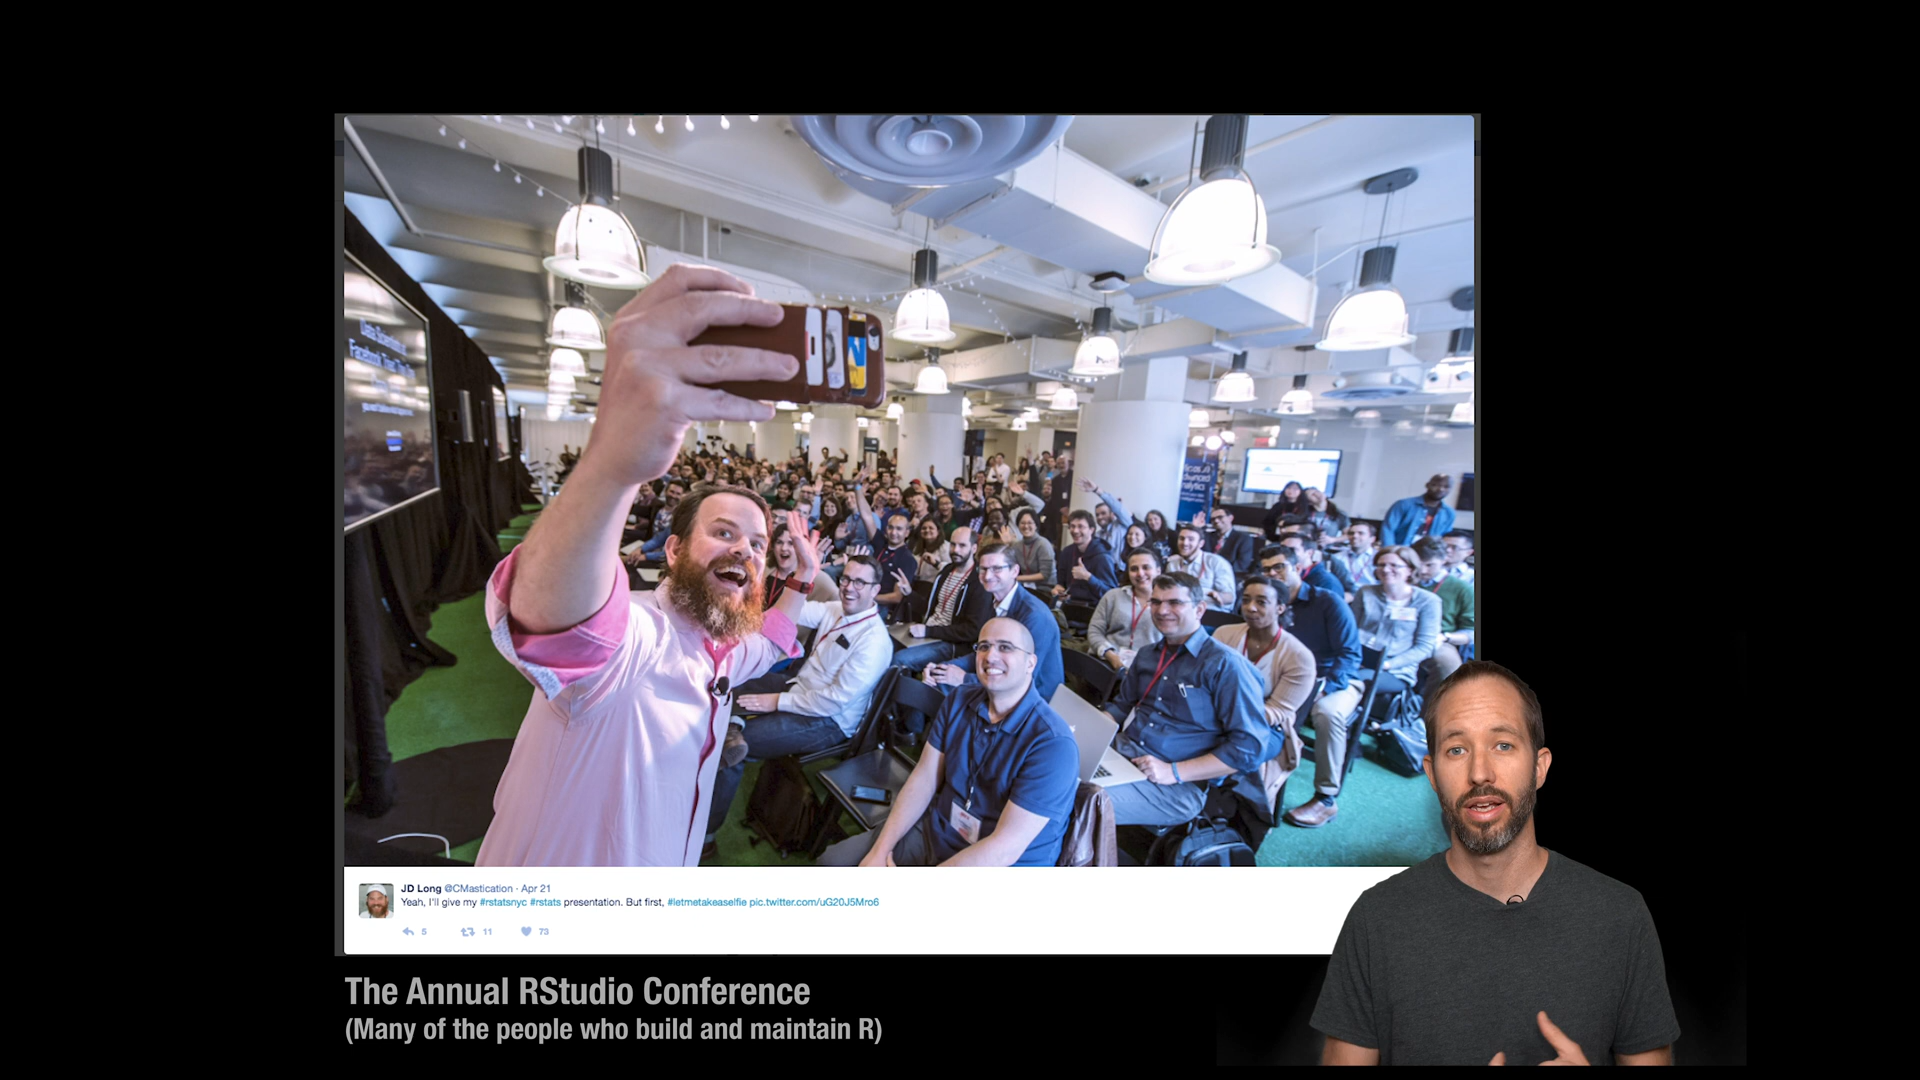 JD Long @CMastication · Apr 21
Yeah, I'll give my #rstatsnyc #rstats presentation. But first, #letmetakeaselfie pic.twitter.com/uG20J5Mro6
5 11 73
The Annual RStudio Conference
(Many of the people who build and maintain R)